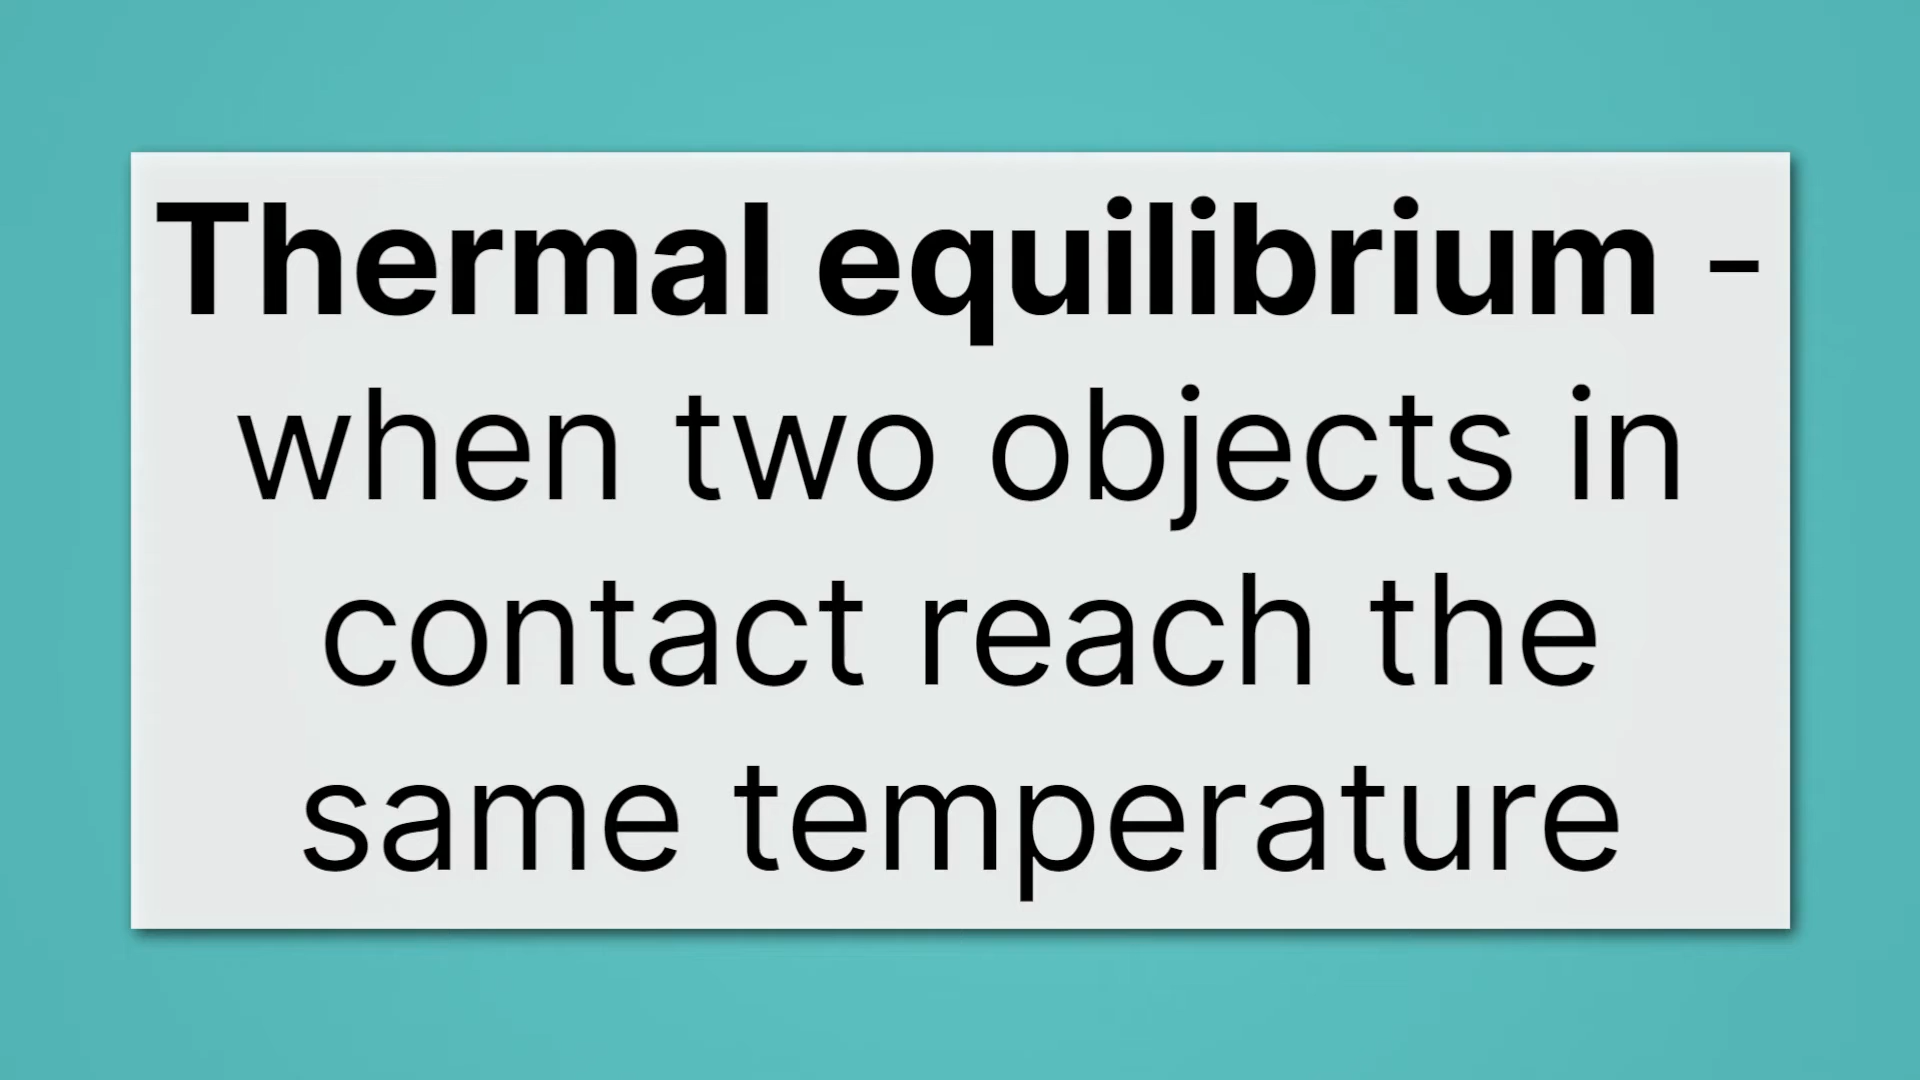 Thermal equilibrium -
when two objects in
contact reach the
same temperature